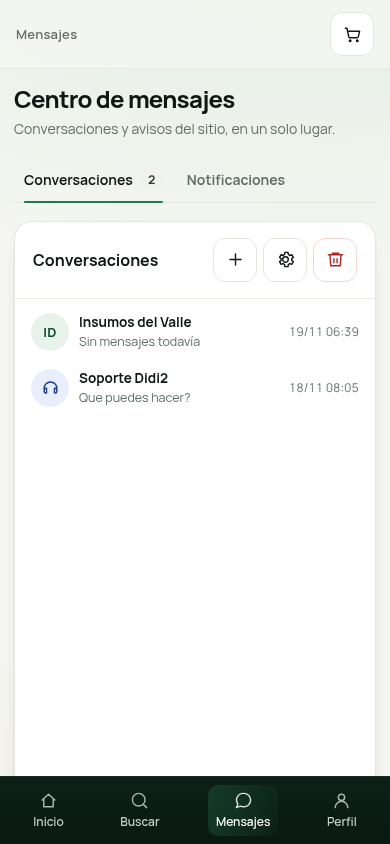 Mensajes
Centro de mensajes
Conversaciones y avisos del sitio, en un solo lugar.
Conversaciones 2 Notificaciones
Conversaciones
ID Insumos del Valle 19/11 06:39
Sin mensajes todavía
Soporte Didi2 18/11 08:05
Que puedes hacer?
Inicio Buscar Mensajes Perfil